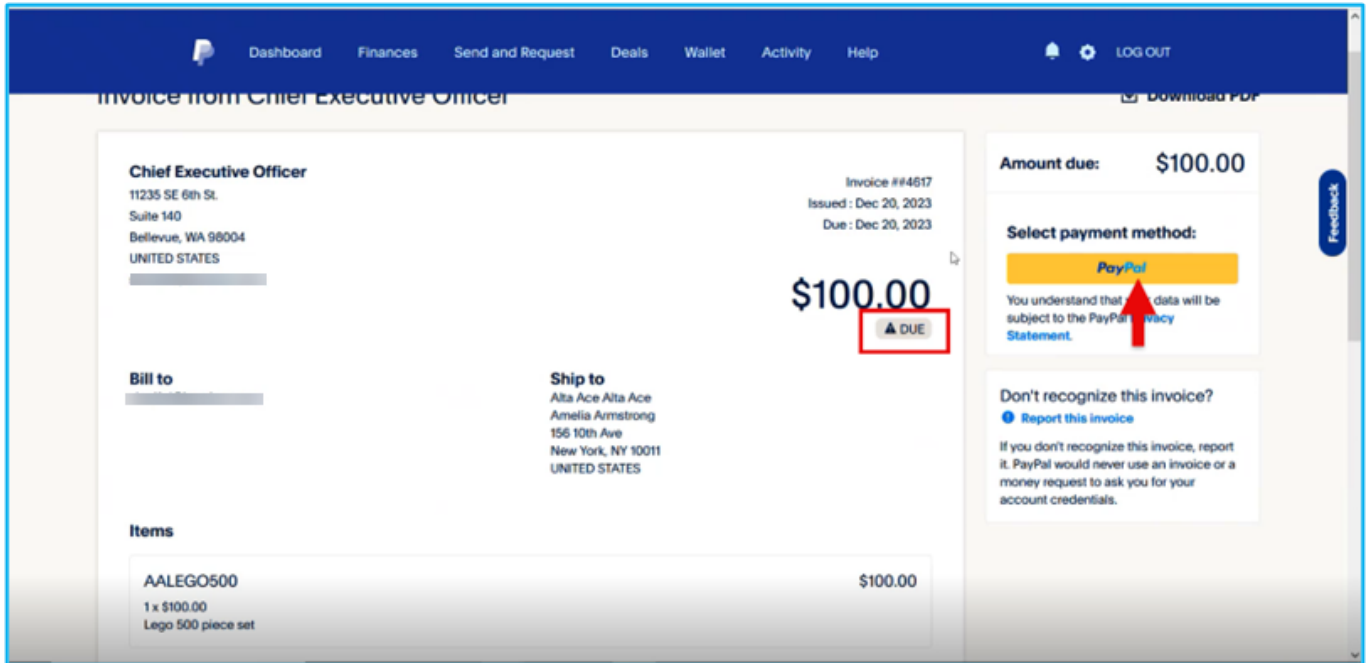 Dashboard Finances Send and Request Deals Wallet Activity Help LOG OUT
Invoice from Chief Executive Officer
Download PDF
Chief Executive Officer
11235 SE 6th St.
Suite 140
Bellevue, WA 98004
UNITED STATES
Invoice ##4617
Issued : Dec 20, 2023
Due : Dec 20, 2023
$100.00
DUE
Bill to
Ship to
Alta Ace Alta Ace
Amelia Armstrong
156 10th Ave
New York, NY 10011
UNITED STATES
Items
AALEGO500 $100.00
1 x $100.00
Lego 500 piece set
Amount due: $100.00
Select payment method:
PayPal
You understand that data will be
subject to the PayPal
Statement.
Don't recognize this invoice?
Report this invoice
If you don't recognize this invoice, report
it. PayPal would never use an invoice or a
money request to ask you for your
account credentials.
Feedback